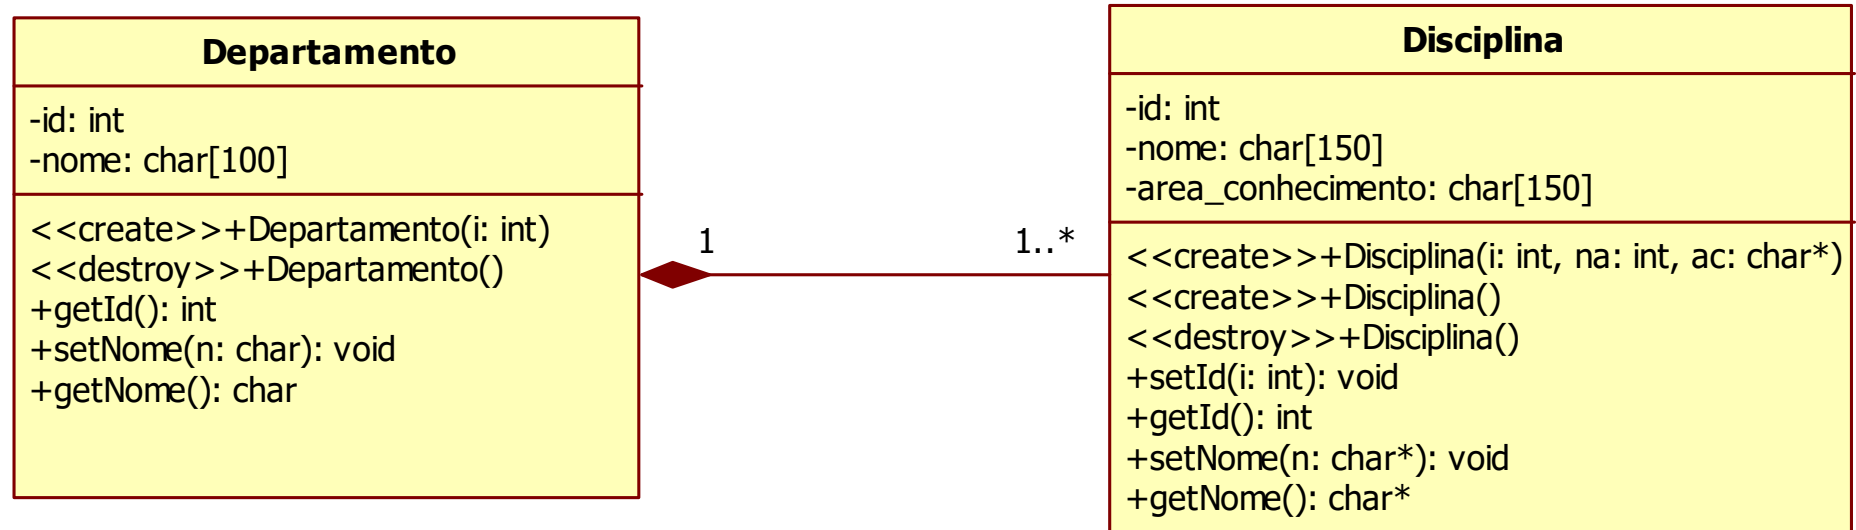 Departamento
-id: int
-nome: char[100]
<<create>>+Departamento(i: int)
<<destroy>>+Departamento()
+getId(): int
+setNome(n: char): void
+getNome(): char
1
1..*
Disciplina
-id: int
-nome: char[150]
-area_conhecimento: char[150]
<<create>>+Disciplina(i: int, na: int, ac: char*)
<<create>>+Disciplina()
<<destroy>>+Disciplina()
+setId(i: int): void
+getId(): int
+setNome(n: char*): void
+getNome(): char*